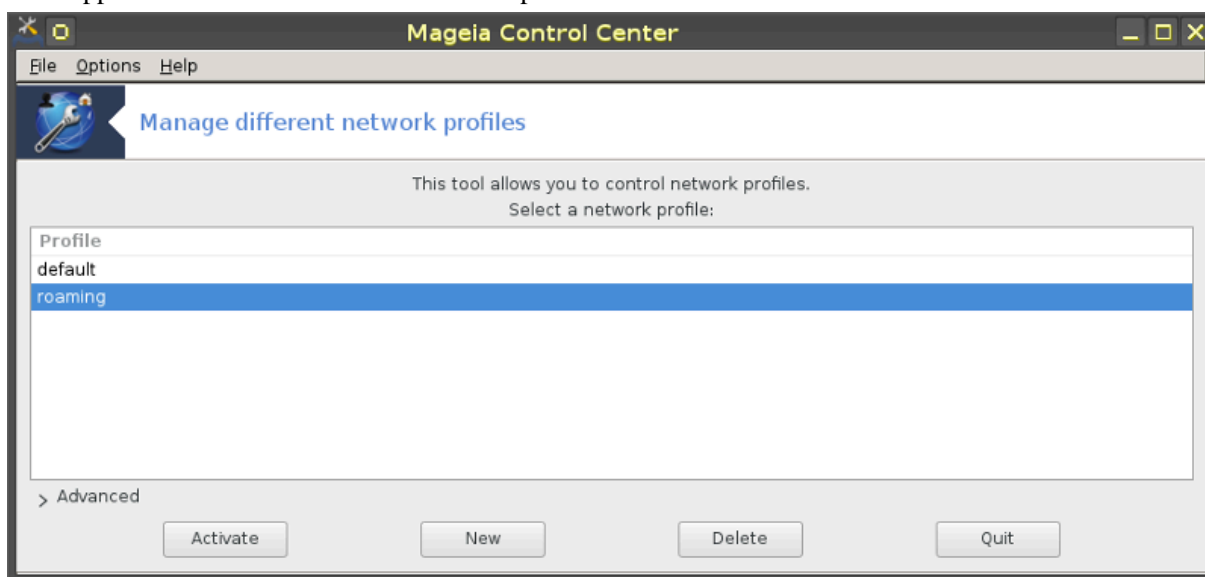 Mageia Control Center
File Options Help
Manage different network profiles
This tool allows you to control network profiles.
Select a network profile:
Profile
default
roaming
Advanced
Activate New Delete Quit